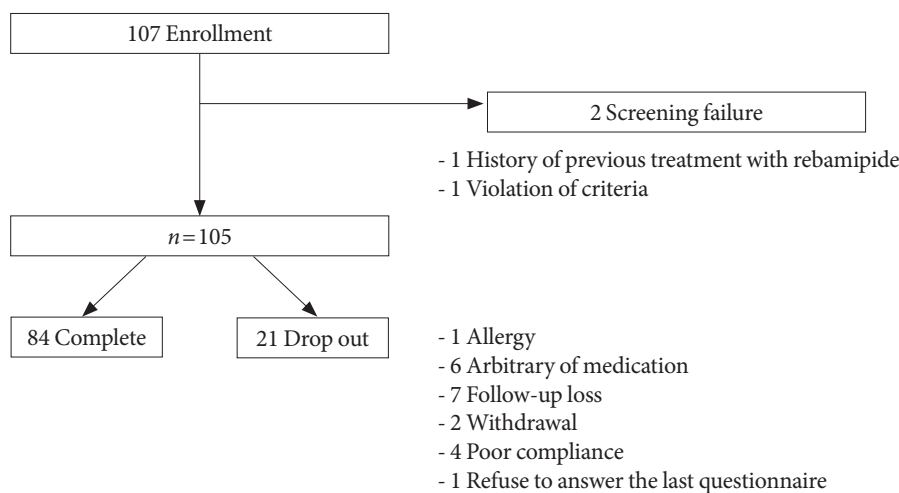 107 Enrollment
2 Screening failure
- 1 History of previous treatment with rebamipide
- 1 Violation of criteria
n=105
84 Complete
21 Drop out
- 1 Allergy
- 6 Arbitrary of medication
- 7 Follow-up loss
- 2 Withdrawal
- 4 Poor compliance
- 1 Refuse to answer the last questionnaire